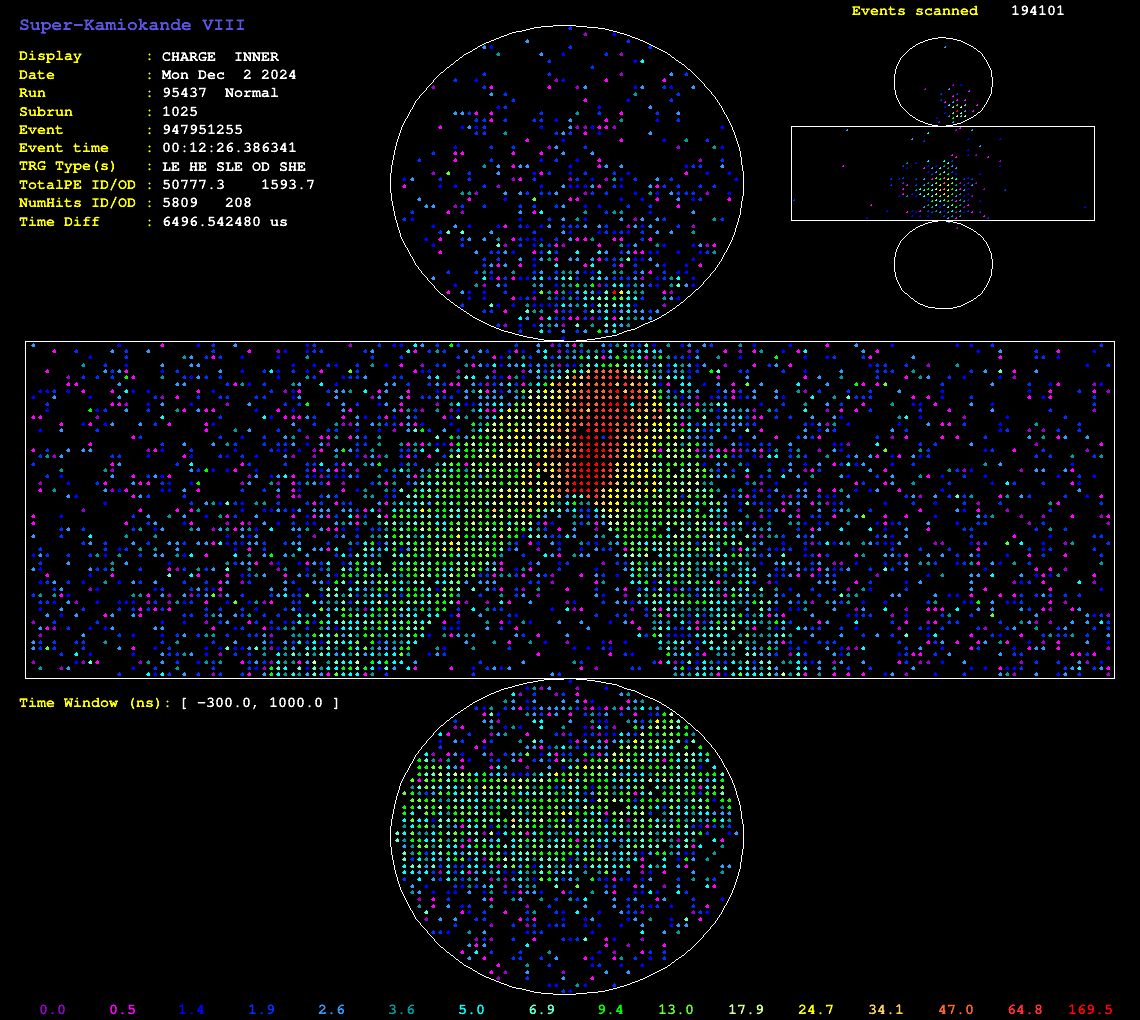 Super-Kamiokande VIII
Events scanned 194101
Display : CHARGE INNER
Date : Mon Dec 2 2024
Run : 95437 Normal
Subrun : 1025
Event : 947951255
Event time : 00:12:26.386341
TRG Type(s) : LE HE SLE OD SHE
TotalPE ID/OD : 50777.3 1593.7
NumHits ID/OD : 5809 208
Time Diff : 6496.542480 us
Time Window (ns): [ -300.0, 1000.0 ]
0.0 0.5 1.4 1.9 2.6 3.6 5.0 6.9 9.4 13.0 17.9 24.7 34.1 47.0 64.8 169.5